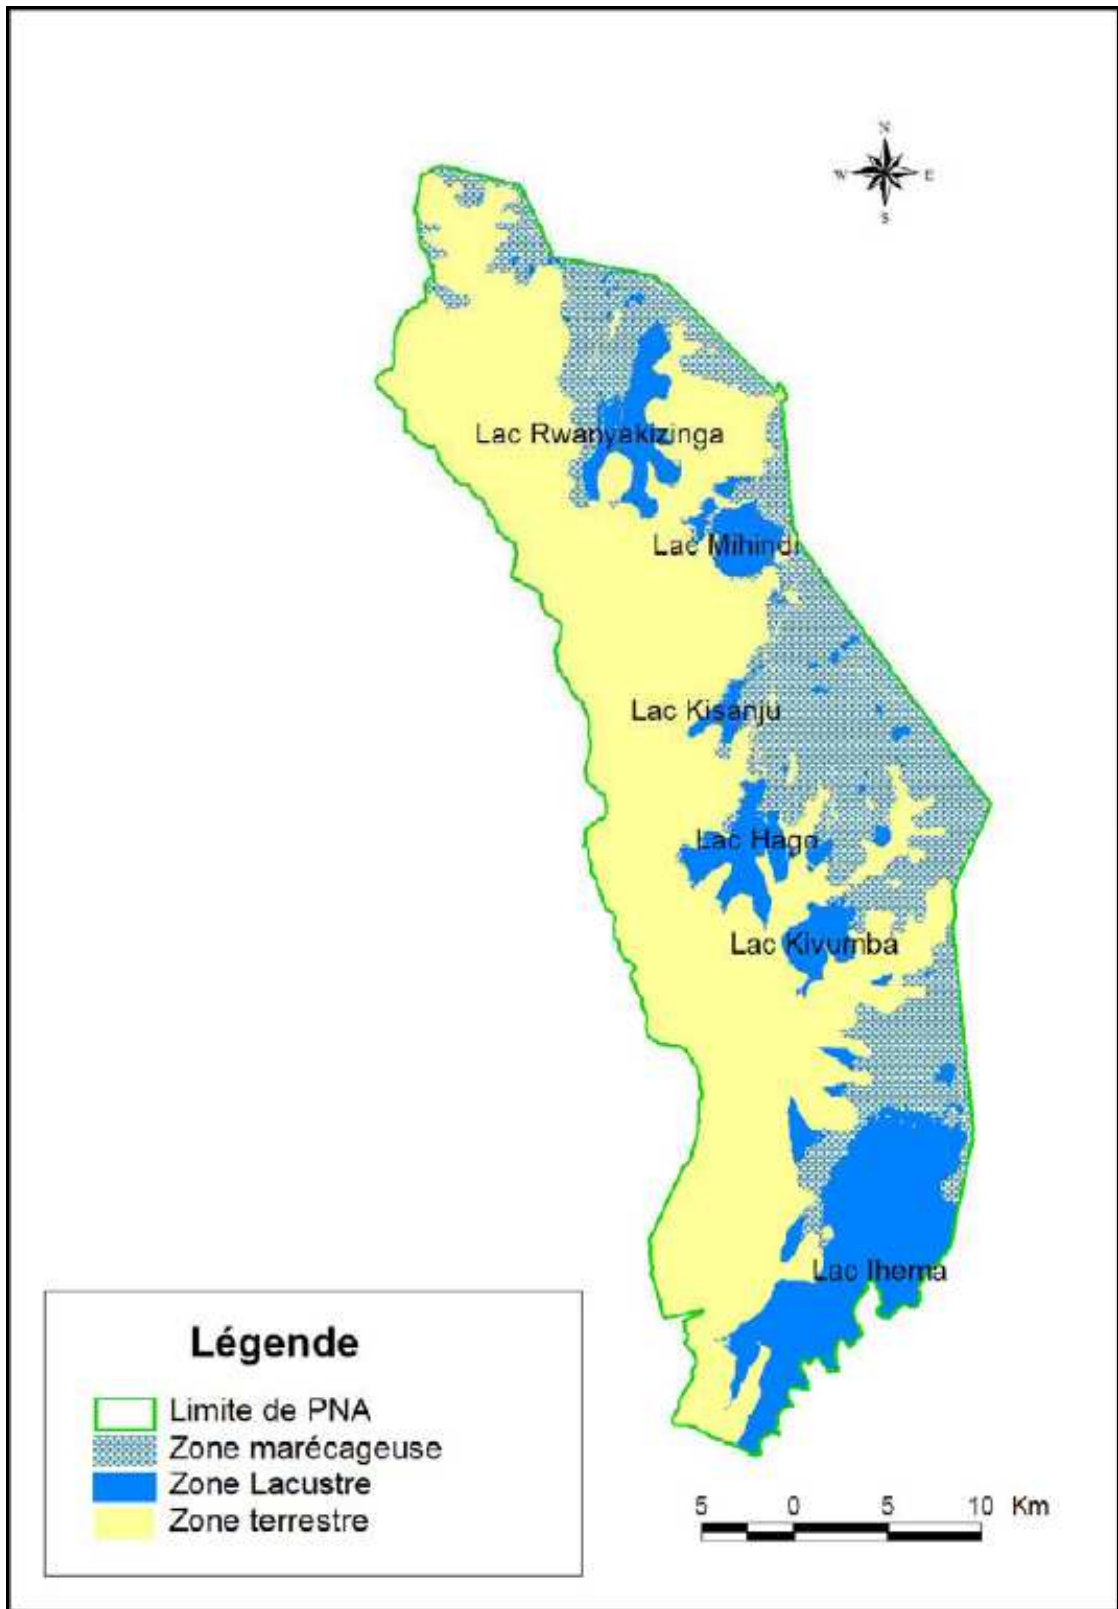 N
W E
S
Lac Rwanyakizinga
Lac Mihindi
Lac Kisanju
Lac Hago
Lac Kivumba
Lac Ihema
Légende
Limite de PNA
Zone marécageuse
Zone Lacustre
Zone terrestre
5 0 5 10 Km